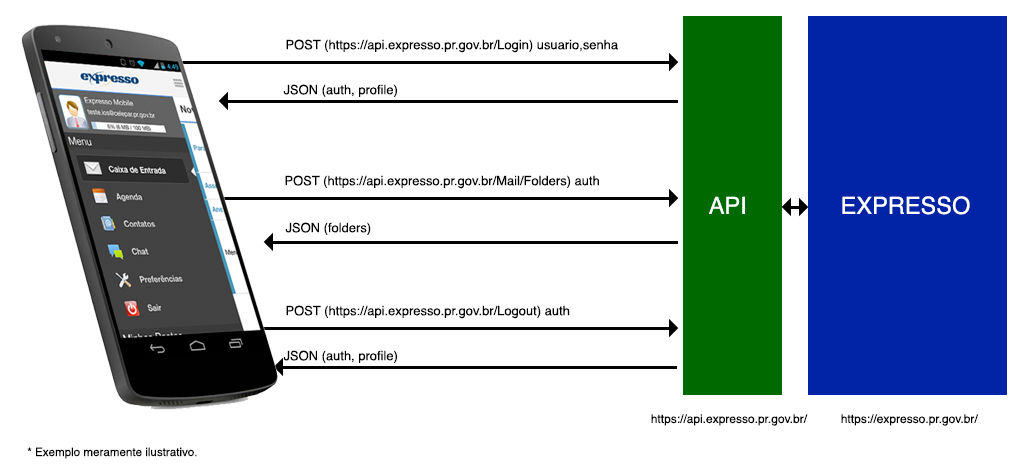 POST (https://api.expresso.pr.gov.br/Login) usuario,senha
JSON (auth, profile)
POST (https://api.expresso.pr.gov.br/Mail/Folders) auth
JSON (folders)
POST (https://api.expresso.pr.gov.br/Logout) auth
JSON (auth, profile)
API
EXPRESSO
https://api.expresso.pr.gov.br/
https://expresso.pr.gov.br/
4:49
expresso
Expresso Mobile
teste.ios@celepar.pr.gov.br
6% (6 MB / 100 MB)
Menu
Caixa de Entrada
Agenda
Contatos
Chat
Preferências
Sair
* Exemplo meramente ilustrativo.